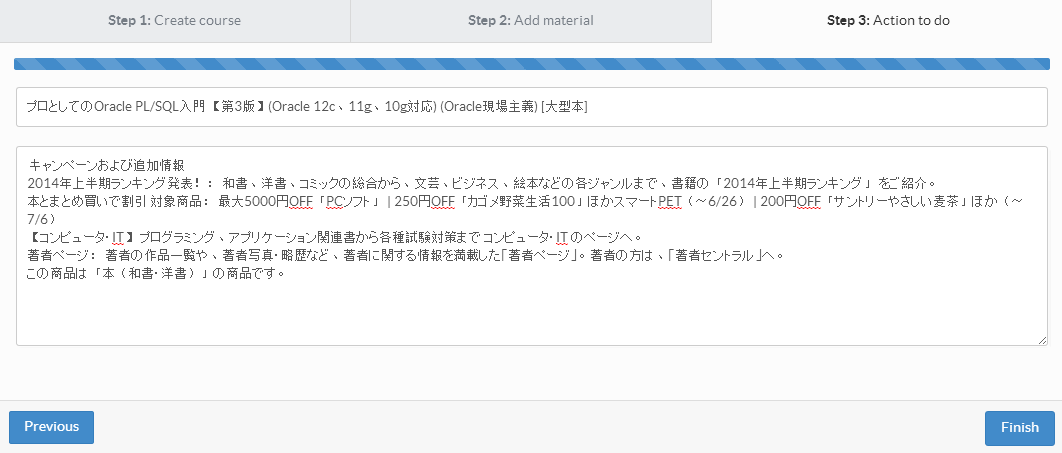 Step 1: Create course
Step 2: Add material
Step 3: Action to do
プロとしてのOracle PL/SQL入門 【第3版】(Oracle 12c、11g、10g対応) (Oracle現場主義) [大型本]
キャンペーンおよび追加情報
2014年上半期ランキング発表！： 和書、洋書、コミックの総合から、文芸、ビジネス、絵本などの各ジャンルまで、書籍の「2014年上半期ランキング」をご紹介。
本とまとめ買いで割引 対象商品： 最大5000円OFF「PCソフト」 | 250円OFF「カゴメ野菜生活100」ほかスマートPET（～6/26） | 200円OFF「サントリーやさしい麦茶」ほか（～
7/6）
【コンピュータ・IT】プログラミング、アプリケーション関連書から各種試験対策まで コンピュータ・ITのページへ。
著者ページ： 著者の作品一覧や、著者写真・略歴など、著者に関する情報を満載した「著者ページ」。著者の方は、「著者セントラル」へ。
この商品は「本（和書・洋書）」の商品です。
Previous
Finish